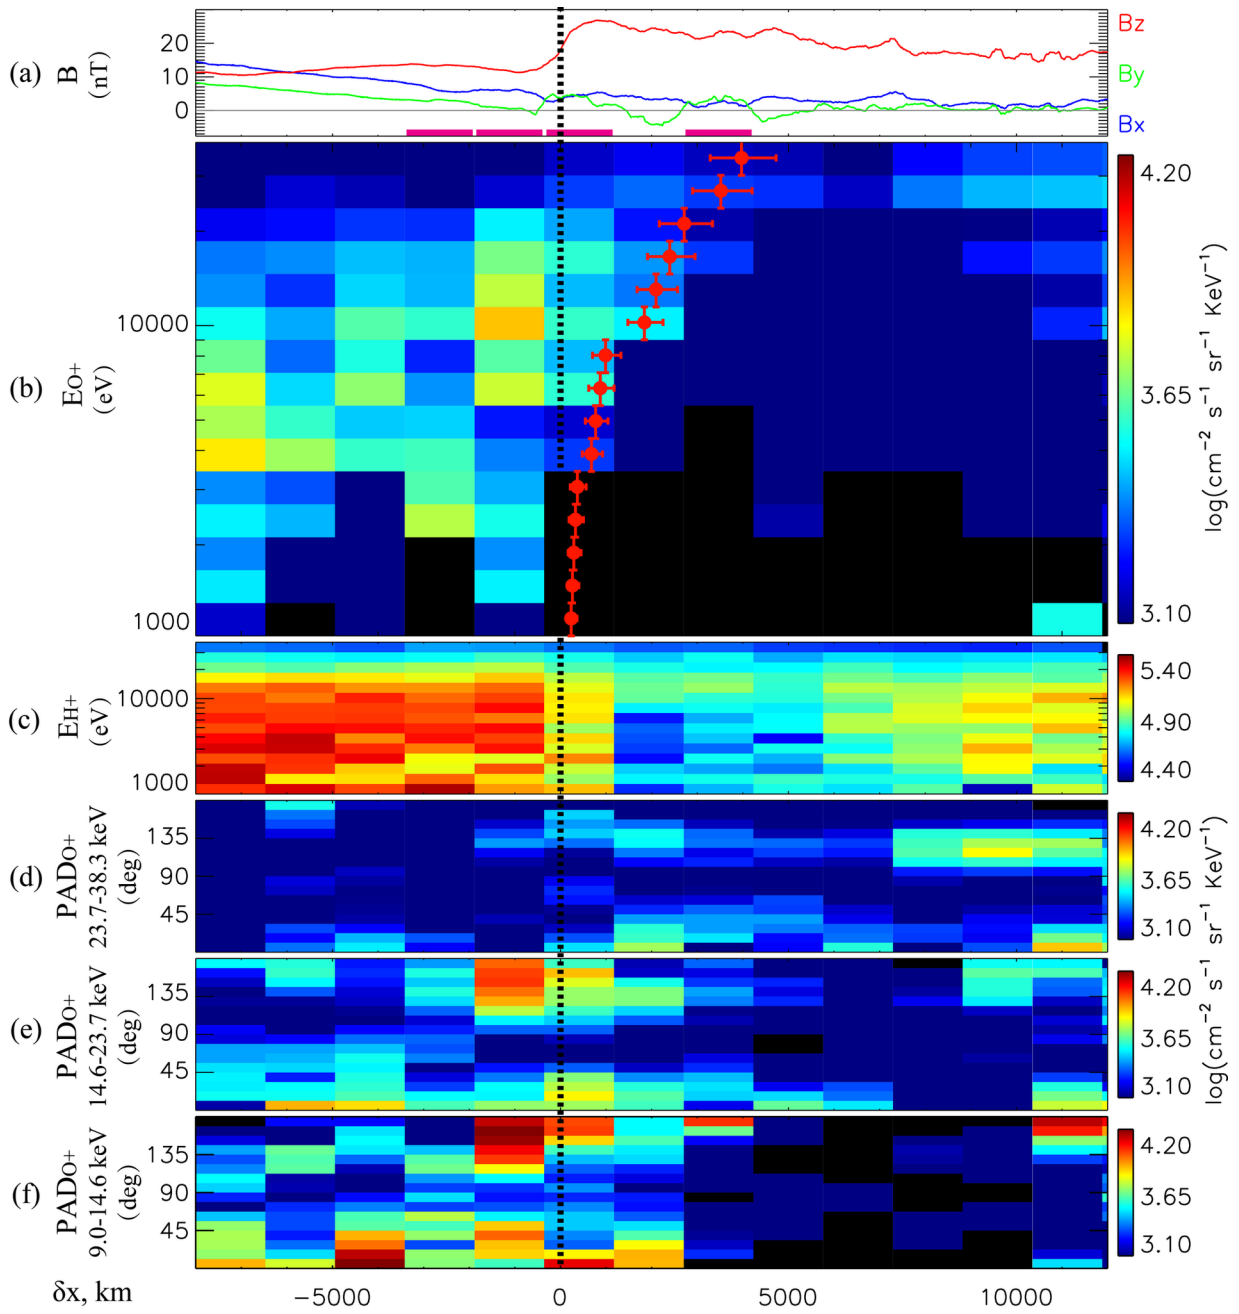 (a) B (nT) 20 10 0 Bz By Bx
(b) EO+ (eV) 10000 1000 4.20 3.65 3.10 log(cm⁻² s⁻¹ sr⁻¹ KeV⁻¹)
(c) EH+ (eV) 10000 1000 5.40 4.90 4.40
(d) PADO+ 23.7-38.3 keV (deg) 135 90 45 4.20 3.65 3.10
(e) PADO+ 14.6-23.7 keV (deg) 135 90 45 4.20 3.65 3.10
(f) PADO+ 9.0-14.6 keV (deg) 135 90 45 4.20 3.65 3.10
log(cm⁻² s⁻¹ sr⁻¹ KeV⁻¹)
δx, km −5000 0 5000 10000